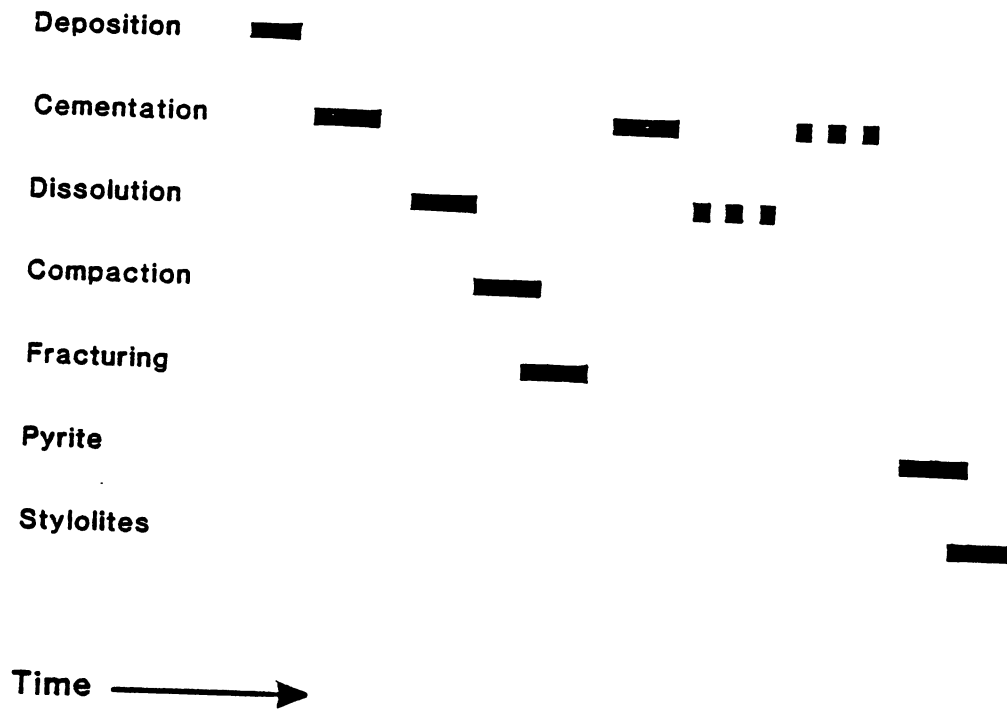 Deposition
Cementation
Dissolution
Compaction
Fracturing
Pyrite
Stylolites
Time